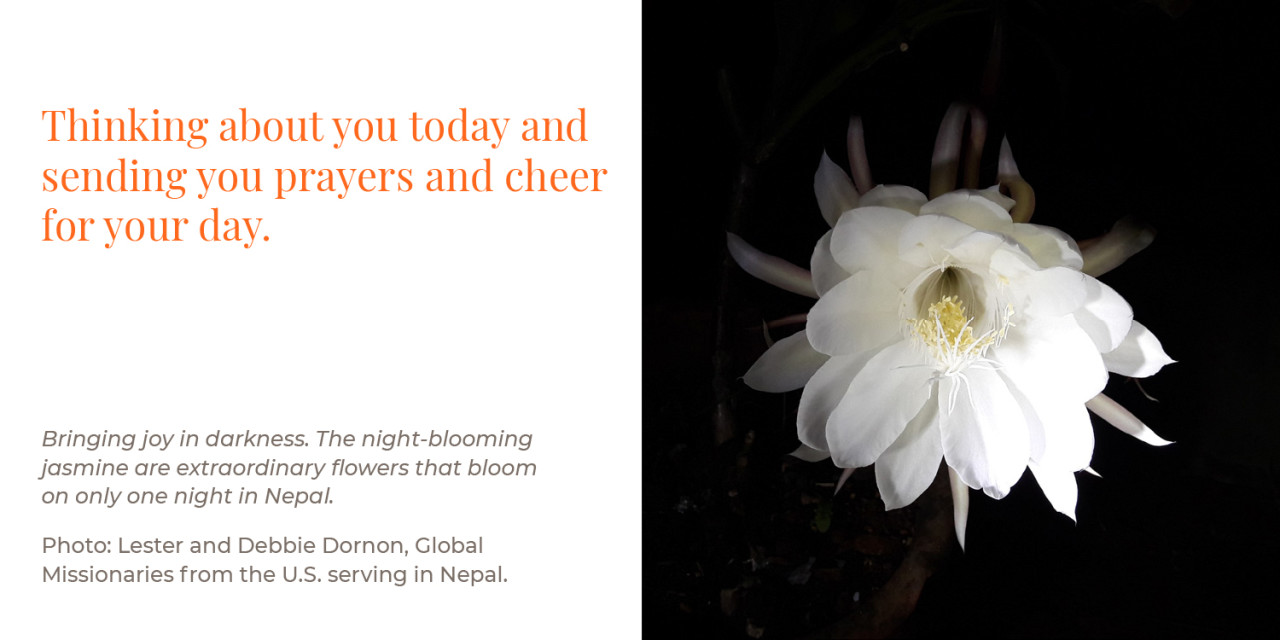 Thinking about you today and
sending you prayers and cheer
for your day.
Bringing joy in darkness. The night-blooming
jasmine are extraordinary flowers that bloom
on only one night in Nepal.
Photo: Lester and Debbie Dornon, Global
Missionaries from the U.S. serving in Nepal.